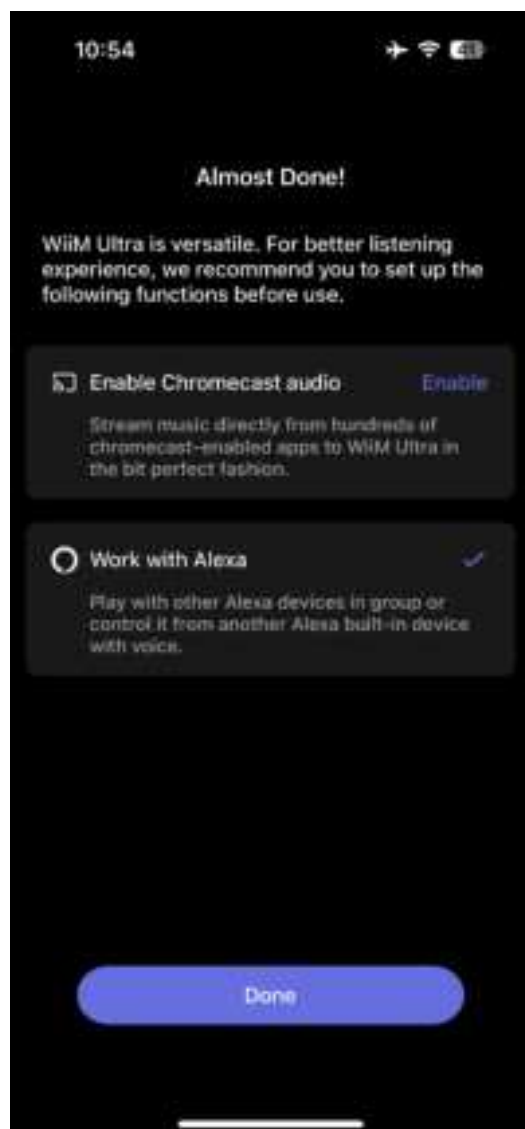 10:54
Almost Done!
WiiM Ultra is versatile. For better listening
experience, we recommend you to set up the
following functions before use.
Enable Chromecast audio Enable
Stream music directly from hundreds of
chromecast-enabled apps to WiiM Ultra in
the bit perfect fashion.
Work with Alexa
Play with other Alexa devices in group or
control it from another Alexa built-in device
with voice.
Done